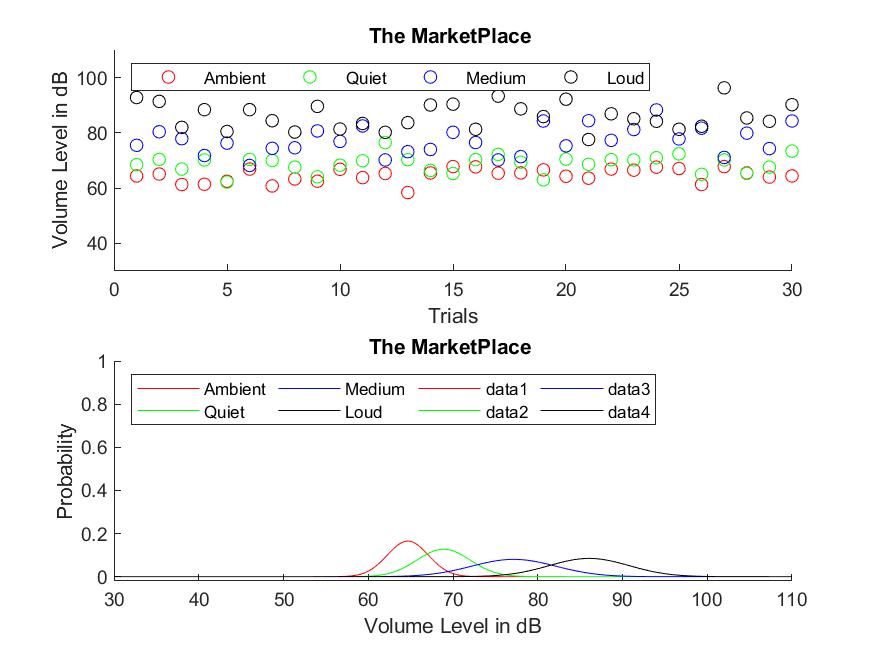 The MarketPlace
Ambient Quiet Medium Loud
100
80
60
40
Volume Level in dB
0 5 10 15 20 25 30
Trials
The MarketPlace
1
0.8
0.6
0.4
0.2
0
Probability
Ambient Medium data1 data3
Quiet Loud data2 data4
30 40 50 60 70 80 90 100 110
Volume Level in dB